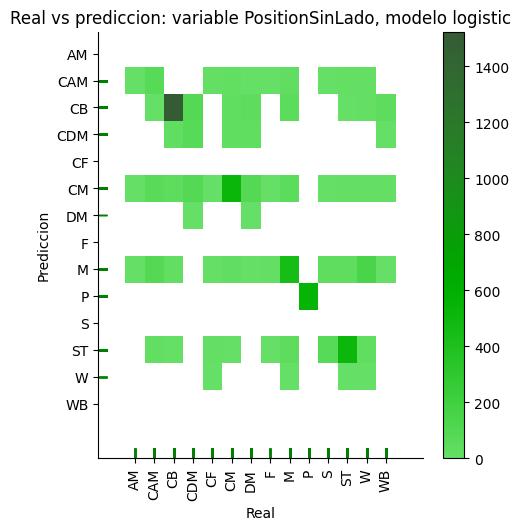 Real vs prediccion: variable PositionSinLado, modelo logistic
AM
CAM
CB
CDM
CF
CM
DM
F
M
P
S
ST
W
WB
Prediccion
AM
CAM
CB
CDM
CF
CM
DM
F
M
P
S
ST
W
WB
Real
1400
1200
1000
800
600
400
200
0